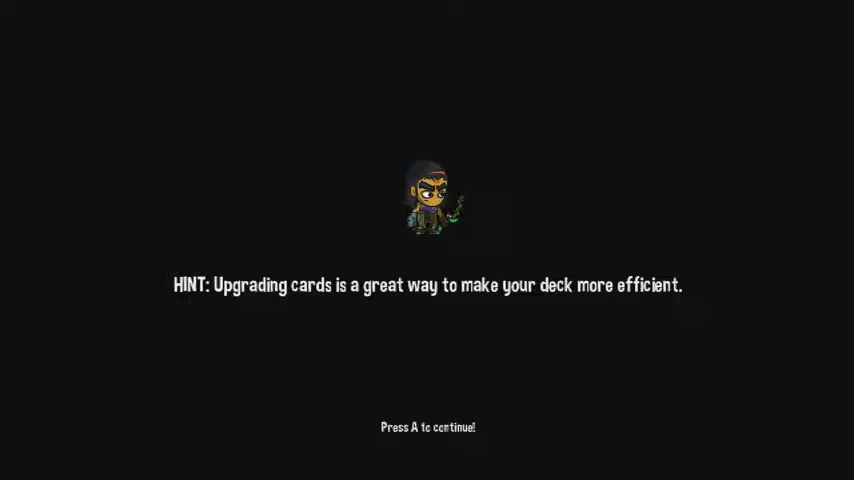 HINT: Upgrading cards is a great way to make your deck more efficient.
Press A to continue!